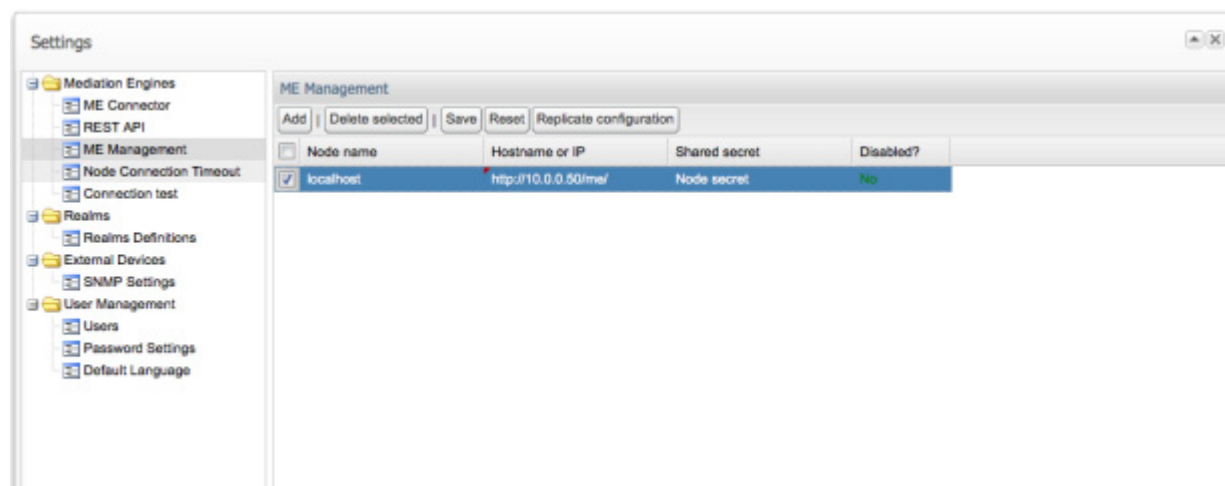 Settings
Mediation Engines
ME Connector
REST API
ME Management
Node Connection Timeout
Connection test
Realms
Realms Definitions
External Devices
SNMP Settings
User Management
Users
Password Settings
Default Language
ME Management
Add | Delete selected | Save Reset Replicate configuration
Node name Hostname or IP Shared secret Disabled?
localhost http://10.0.0.50/me/ Node secret No